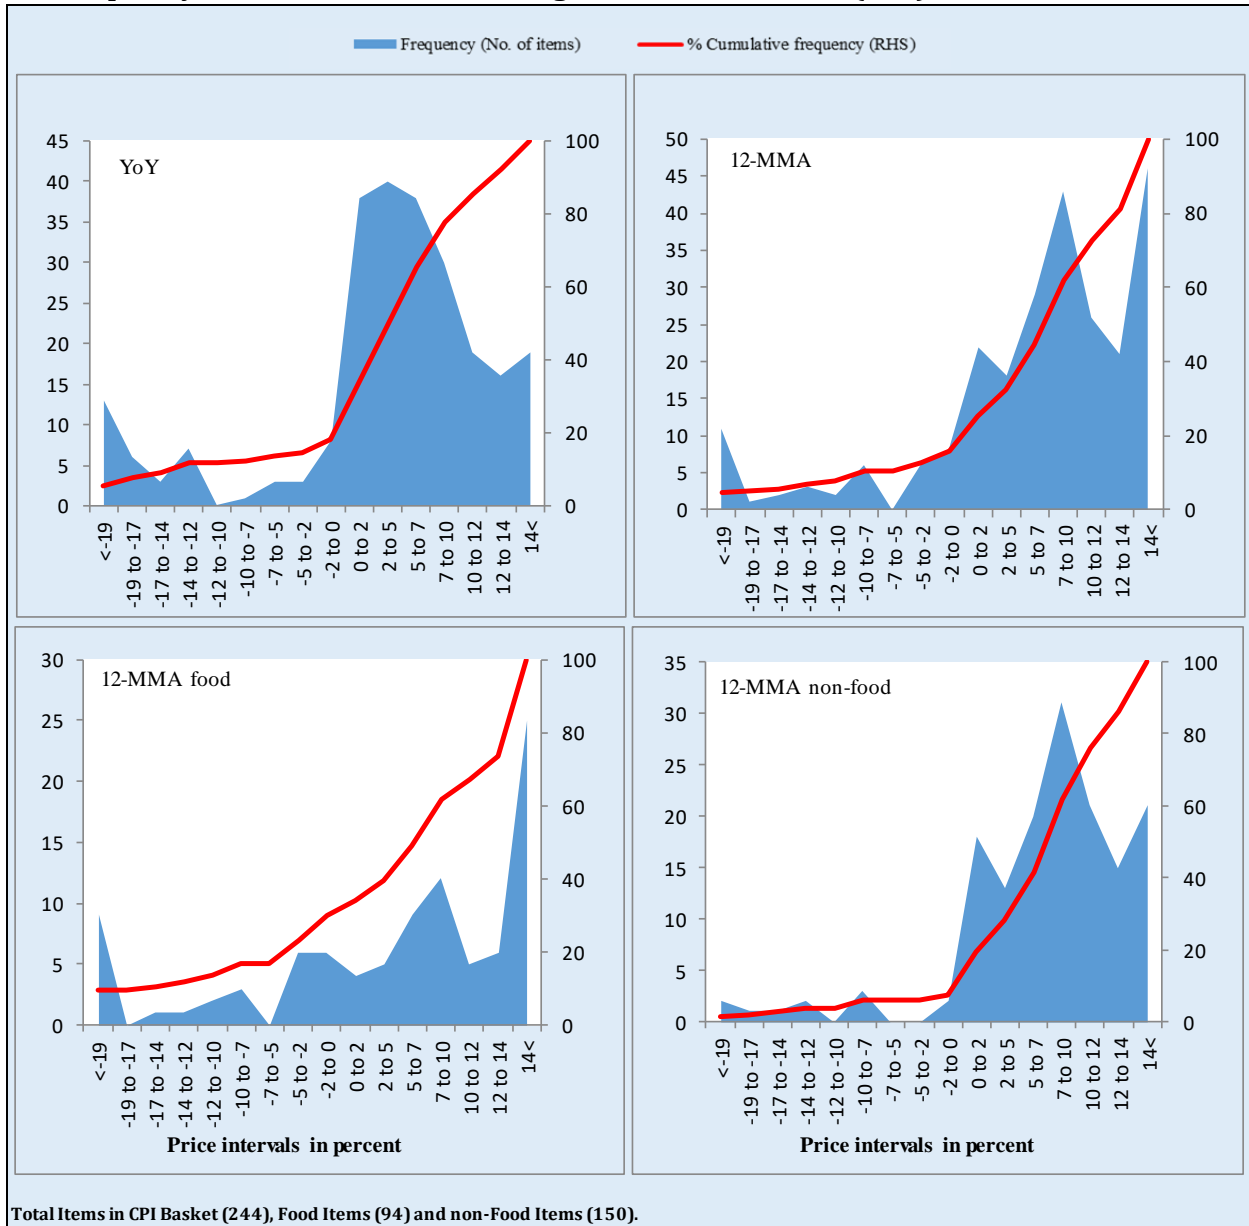 Frequency (No. of items) % Cumulative frequency (RHS)
YoY
45
40
35
30
25
20
15
10
5
0
100
80
60
40
20
0
<-19
-19 to -17
-17 to -14
-14 to -12
-12 to -10
-10 to -7
-7 to -5
-5 to -2
-2 to 0
0 to 2
2 to 5
5 to 7
7 to 10
10 to 12
12 to 14
14<
12-MMA
50
45
40
35
30
25
20
15
10
5
0
100
80
60
40
20
0
<-19
-19 to -17
-17 to -14
-14 to -12
-12 to -10
-10 to -7
-7 to -5
-5 to -2
-2 to 0
0 to 2
2 to 5
5 to 7
7 to 10
10 to 12
12 to 14
14<
12-MMA food
30
25
20
15
10
5
0
100
80
60
40
20
0
<-19
-19 to -17
-17 to -14
-14 to -12
-12 to -10
-10 to -7
-7 to -5
-5 to -2
-2 to 0
0 to 2
2 to 5
5 to 7
7 to 10
10 to 12
12 to 14
14<
Price intervals in percent
12-MMA non-food
35
30
25
20
15
10
5
0
100
80
60
40
20
0
<-19
-19 to -17
-17 to -14
-14 to -12
-12 to -10
-10 to -7
-7 to -5
-5 to -2
-2 to 0
0 to 2
2 to 5
5 to 7
7 to 10
10 to 12
12 to 14
14<
Price intervals in percent
Total Items in CPI Basket (244), Food Items (94) and non-Food Items (150).